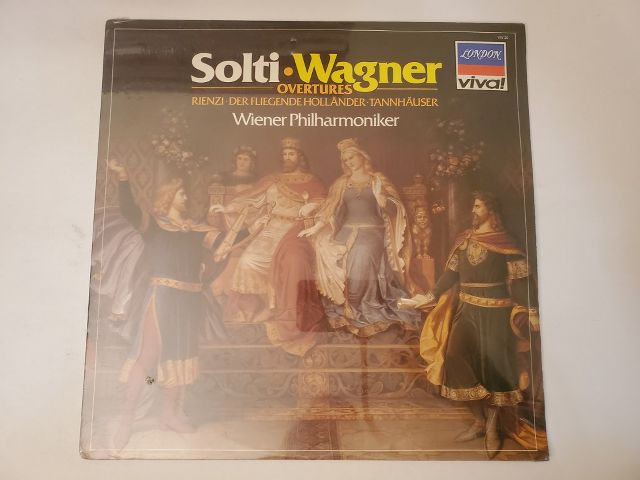 Solti · Wagner
OVERTURES
RIENZI · DER FLIEGENDE HOLLÄNDER · TANNHÄUSER
Wiener Philharmoniker
LONDON
viva!